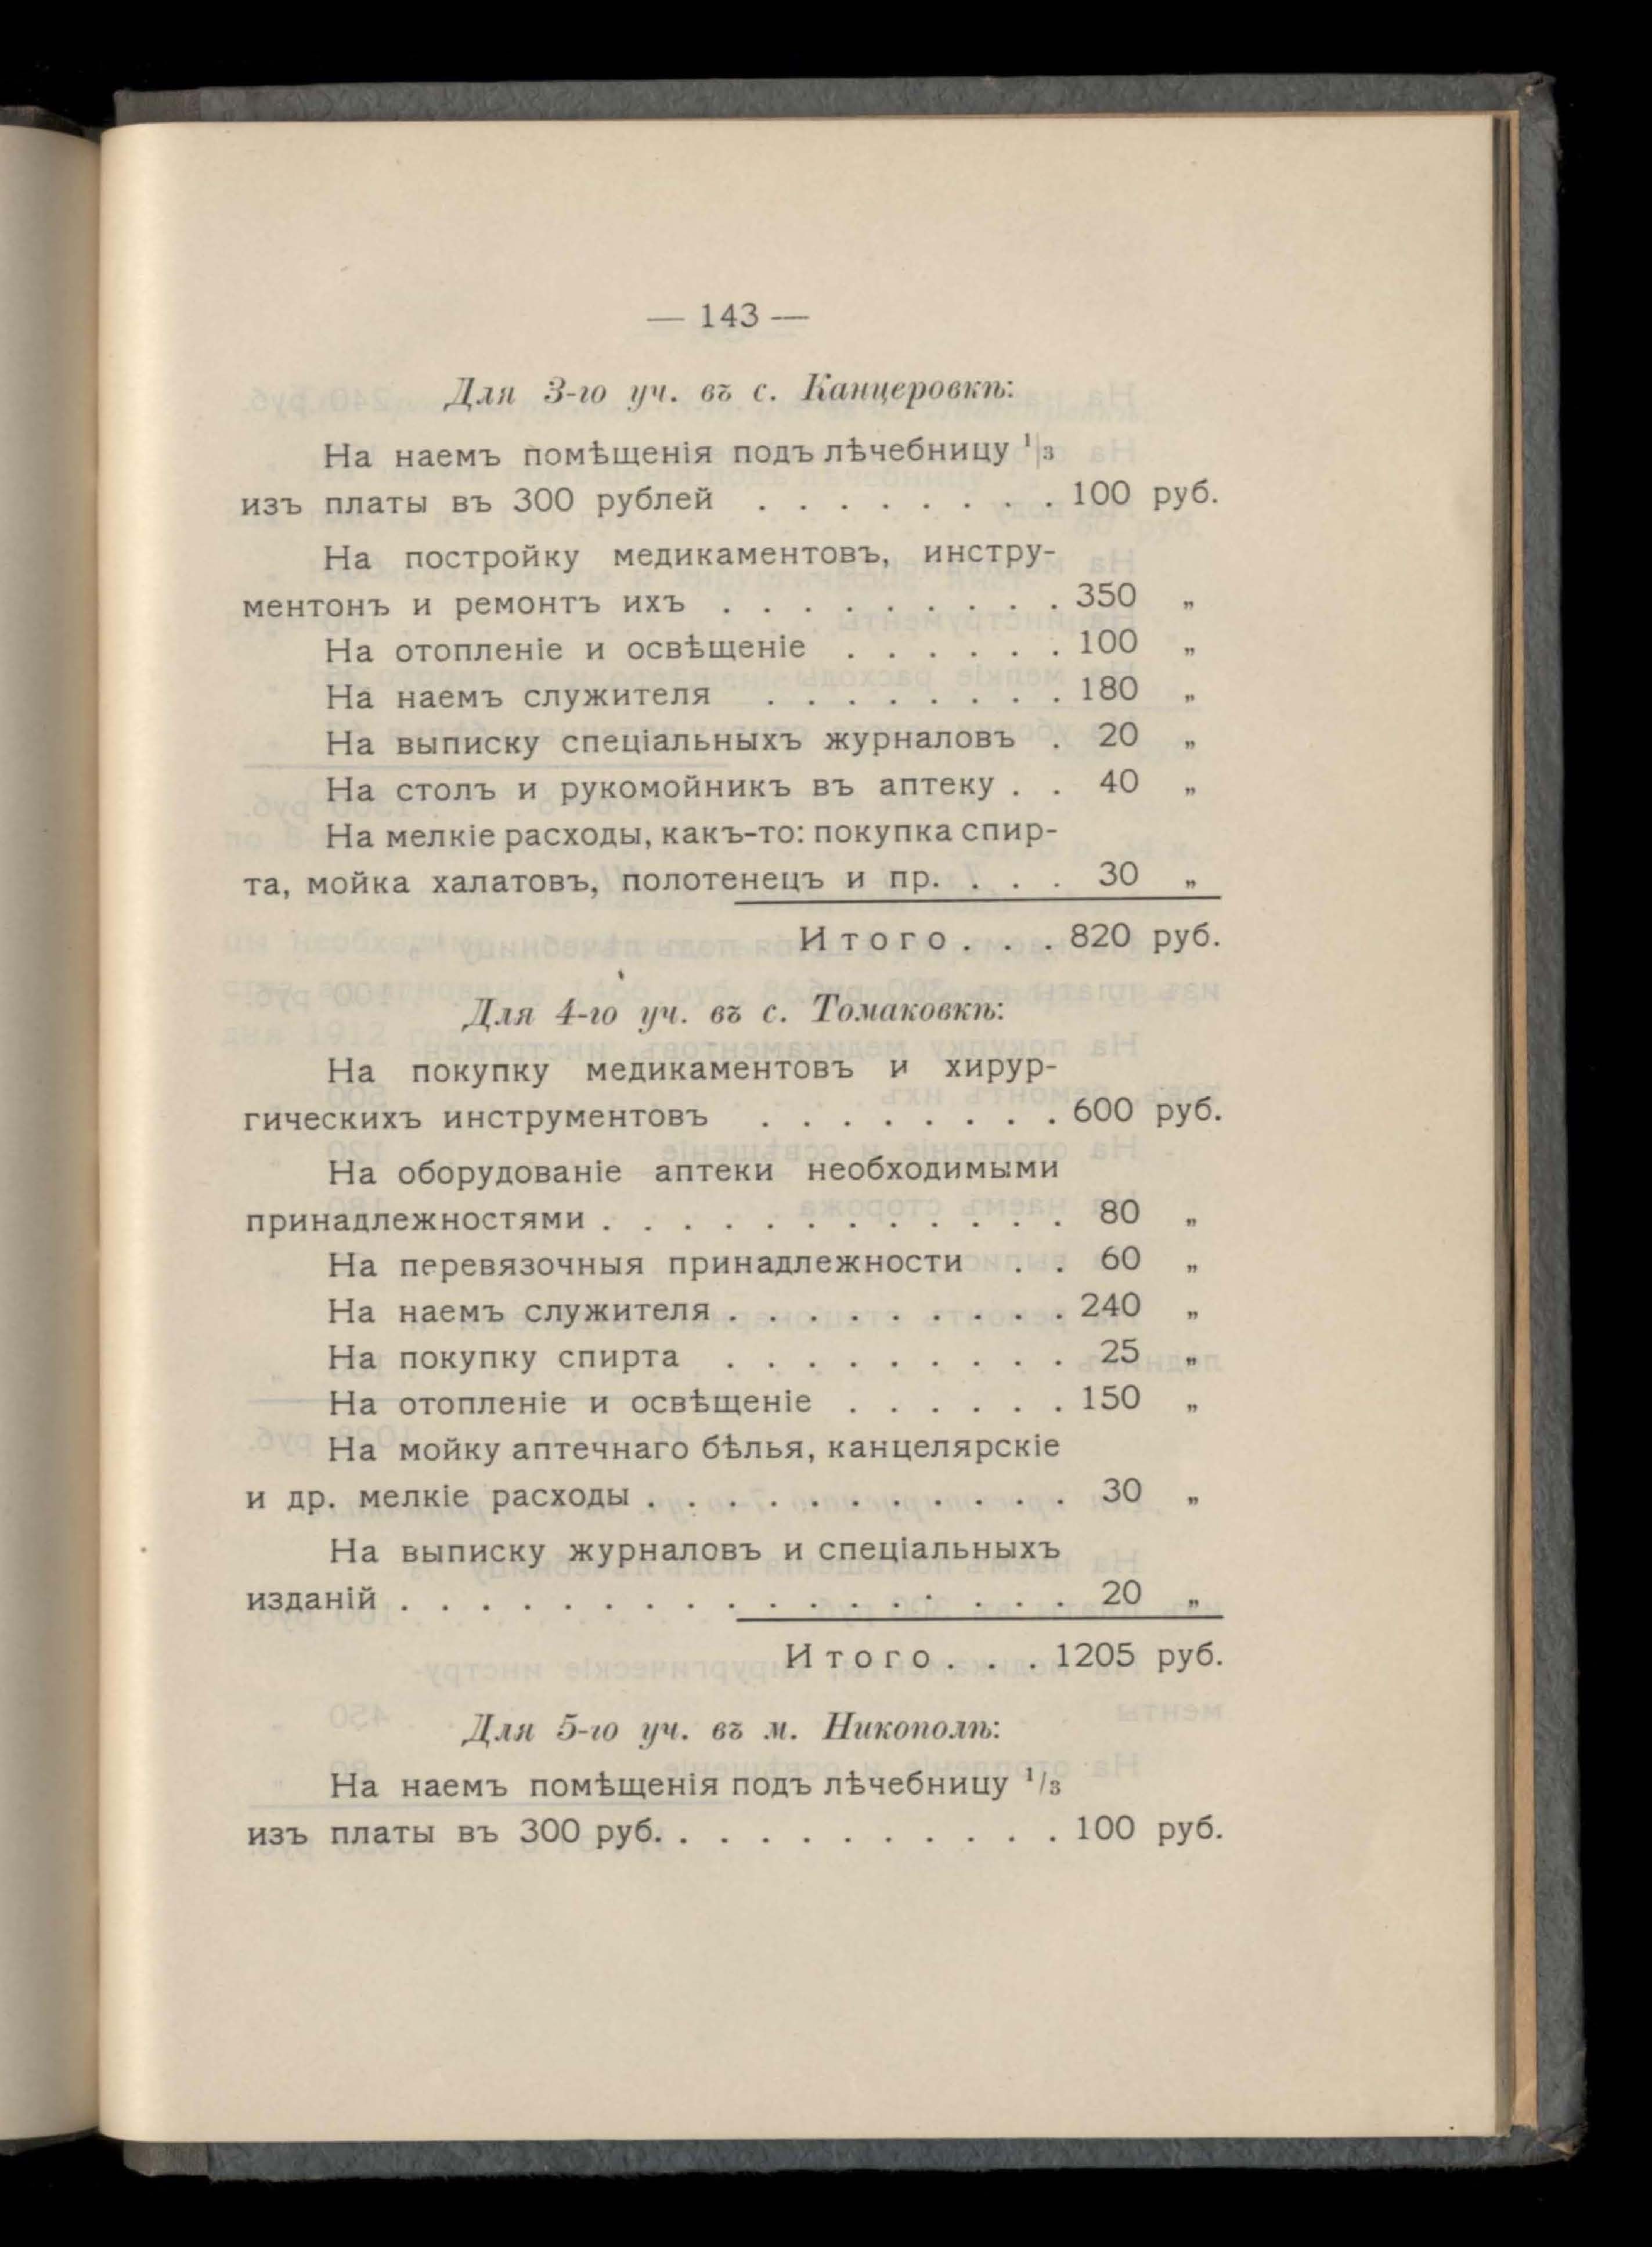 — 143 —
Для 3-го уч. въ с. Канцеровкѣ:
На наемъ помѣщенія подъ лѣчебницу ¹/₃
изъ платы въ 300 рублей . . . . . . . . 100 руб.
На постройку медикаментовъ, инстру-
ментонъ и ремонтъ ихъ . . . . . . . . . 350 „
На отопленіе и освѣщеніе . . . . . . 100 „
На наемъ служителя . . . . . . . . 180 „
На выписку спеціальныхъ журналовъ . 20 „
На столъ и рукомойникъ въ аптеку . . 40 „
На мелкіе расходы, какъ-то: покупка спир-
та, мойка халатовъ, полотенецъ и пр. . . . 30 „
Итого. . . 820 руб.
Для 4-го уч. въ с. Томаковкѣ:
На покупку медикаментовъ и хирур-
гическихъ инструментовъ . . . . . . . . 600 руб.
На оборудованіе аптеки необходимыми
принадлежностями . . . . . . . . . . . . 80 „
На перевязочныя принадлежности . . 60 „
На наемъ служителя . . . . . . . . . 240 „
На покупку спирта . . . . . . . . . 25 „
На отопленіе и освѣщеніе . . . . . . 150 „
На мойку аптечнаго бѣлья, канцелярскіе
и др. мелкіе расходы . . . . . . . . . . . 30 „
На выписку журналовъ и спеціальныхъ
изданій . . . . . . . . . . . . . . . . . 20 „
Итого. . . 1205 руб.
Для 5-го уч. въ м. Никополѣ:
На наемъ помѣщенія подъ лѣчебницу ¹/₃
изъ платы въ 300 руб. . . . . . . . . . . 100 руб.